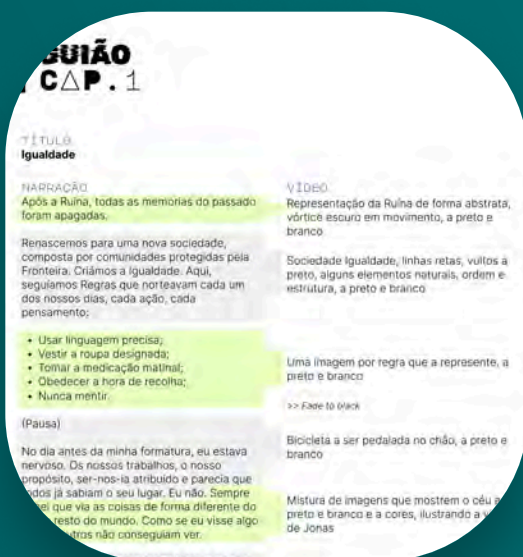 GUIÃO
CAP.1
TÍTULO
Igualdade
NARRAÇÃO
Após a Ruína, todas as memorias do passado
foram apagadas.
Renascemos para uma nova sociedade,
composta por comunidades protegidas pela
Fronteira. Criámos a Igualdade. Aqui,
seguíamos Regras que norteavam cada um
dos nossos dias, cada ação, cada
pensamento:
• Usar linguagem precisa;
• Vestir a roupa designada;
• Tomar a medicação matinal;
• Obedecer a hora de recolha;
• Nunca mentir.
(Pausa)
No dia antes da minha formatura, eu estava
nervoso. Os nossos trabalhos, o nosso
propósito, ser-nos-ia atribuído e parecia que
todos já sabiam o seu lugar. Eu não. Sempre
que via as coisas de forma diferente do
resto do mundo. Como se eu visse algo
outros não conseguiam ver.
VÍDEO
Representação da Ruína de forma abstrata,
vórtice escuro em movimento, a preto e
branco
Sociedade Igualdade, linhas retas, vultos a
preto, alguns elementos naturais, ordem e
estrutura, a preto e branco
Uma imagem por regra que a represente, a
preto e branco
>> Fade to black
Bicicleta a ser pedalada no chão, a preto e
branco
Mistura de imagens que mostrem o céu a
preto e branco e a cores, ilustrando a
de Jonas